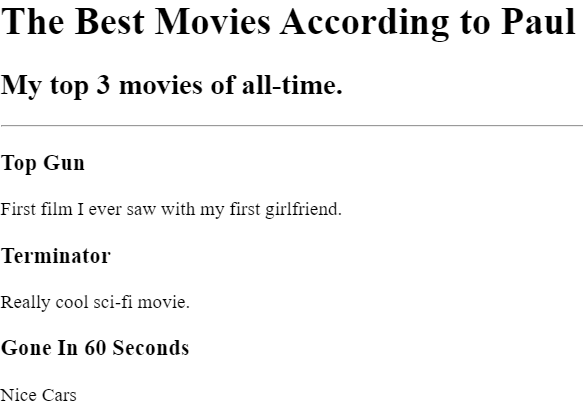 The Best Movies According to Paul
My top 3 movies of all-time.
Top Gun
First film I ever saw with my first girlfriend.
Terminator
Really cool sci-fi movie.
Gone In 60 Seconds
Nice Cars